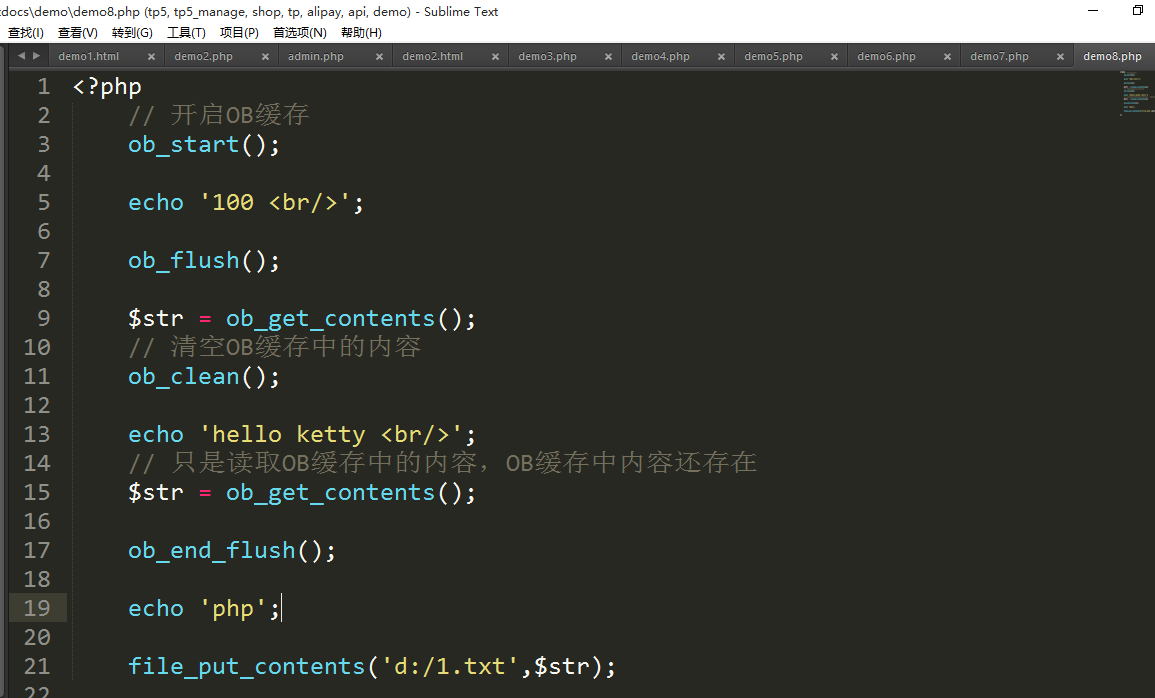 docs\demo\demo8.php (tp5, tp5_manage, shop, tp, alipay, api, demo) - Sublime Text
查找(I) 查看(V) 转到(G) 工具(T) 项目(P) 首选项(N) 帮助(H)
demo1.html × demo2.php × admin.php × demo2.html × demo3.php × demo4.php × demo5.php × demo6.php × demo7.php × demo8.php
1 <?php
2 // 开启OB缓存
3 ob_start();
4
5 echo '100 <br/>';
6
7 ob_flush();
8
9 $str = ob_get_contents();
10 // 清空OB缓存中的内容
11 ob_clean();
12
13 echo 'hello ketty <br/>';
14 // 只是读取OB缓存中的内容，OB缓存中内容还存在
15 $str = ob_get_contents();
16
17 ob_end_flush();
18
19 echo 'php';
20
21 file_put_contents('d:/1.txt',$str);
22